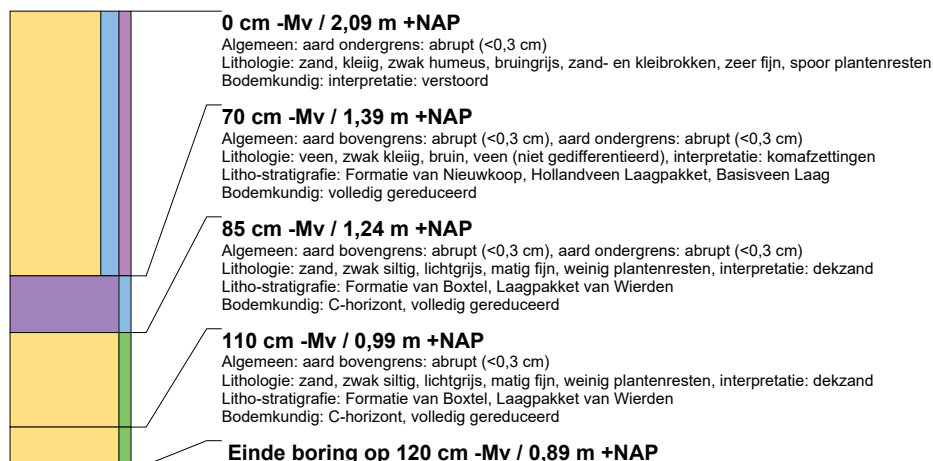 0 cm -Mv / 2,09 m +NAP
Algemeen: aard ondergrens: abrupt (<0,3 cm)
Lithologie: zand, kleiig, zwak humeus, bruingrijs, zand- en kleibrokken, zeer fijn, spoor plantenresten
Bodemkundig: interpretatie: verstoord
70 cm -Mv / 1,39 m +NAP
Algemeen: aard bovengrens: abrupt (<0,3 cm), aard ondergrens: abrupt (<0,3 cm)
Lithologie: veen, zwak kleiig, bruin, veen (niet gedifferentieerd), interpretatie: komafzettingen
Litho-stratigrafie: Formatie van Nieuwkoop, Hollandveen Laagpakket, Basisveen Laag
Bodemkundig: volledig gereduceerd
85 cm -Mv / 1,24 m +NAP
Algemeen: aard bovengrens: abrupt (<0,3 cm), aard ondergrens: abrupt (<0,3 cm)
Lithologie: zand, zwak siltig, lichtgrijs, matig fijn, weinig plantenresten, interpretatie: dekzand
Litho-stratigrafie: Formatie van Boxtel, Laagpakket van Wierden
Bodemkundig: C-horizont, volledig gereduceerd
110 cm -Mv / 0,99 m +NAP
Algemeen: aard bovengrens: abrupt (<0,3 cm)
Lithologie: zand, zwak siltig, lichtgrijs, matig fijn, weinig plantenresten, interpretatie: dekzand
Litho-stratigrafie: Formatie van Boxtel, Laagpakket van Wierden
Bodemkundig: C-horizont, volledig gereduceerd
Einde boring op 120 cm -Mv / 0,89 m +NAP